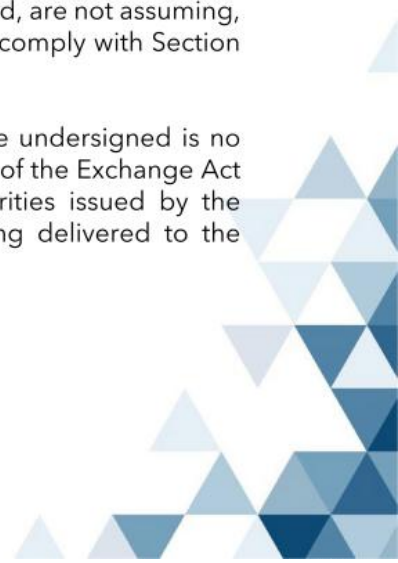 d, are not assuming,
comply with Section
e undersigned is no
of the Exchange Act
rities issued by the
ng delivered to the